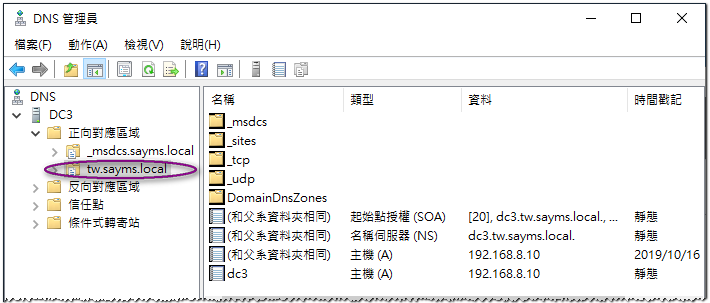 DNS 管理員
檔案(F) 動作(A) 檢視(V) 說明(H)
DNS
DC3
正向對應區域
_msdcs.sayms.local
tw.sayms.local
反向對應區域
信任點
條件式轉寄站
名稱 類型 資料 時間戳記
_msdcs
_sites
_tcp
_udp
DomainDnsZones
(和父系資料夾相同) 起始點授權 (SOA) [20], dc3.tw.sayms.local., ... 靜態
(和父系資料夾相同) 名稱伺服器 (NS) dc3.tw.sayms.local. 靜態
(和父系資料夾相同) 主機 (A) 192.168.8.10 2019/10/16
dc3 主機 (A) 192.168.8.10 靜態